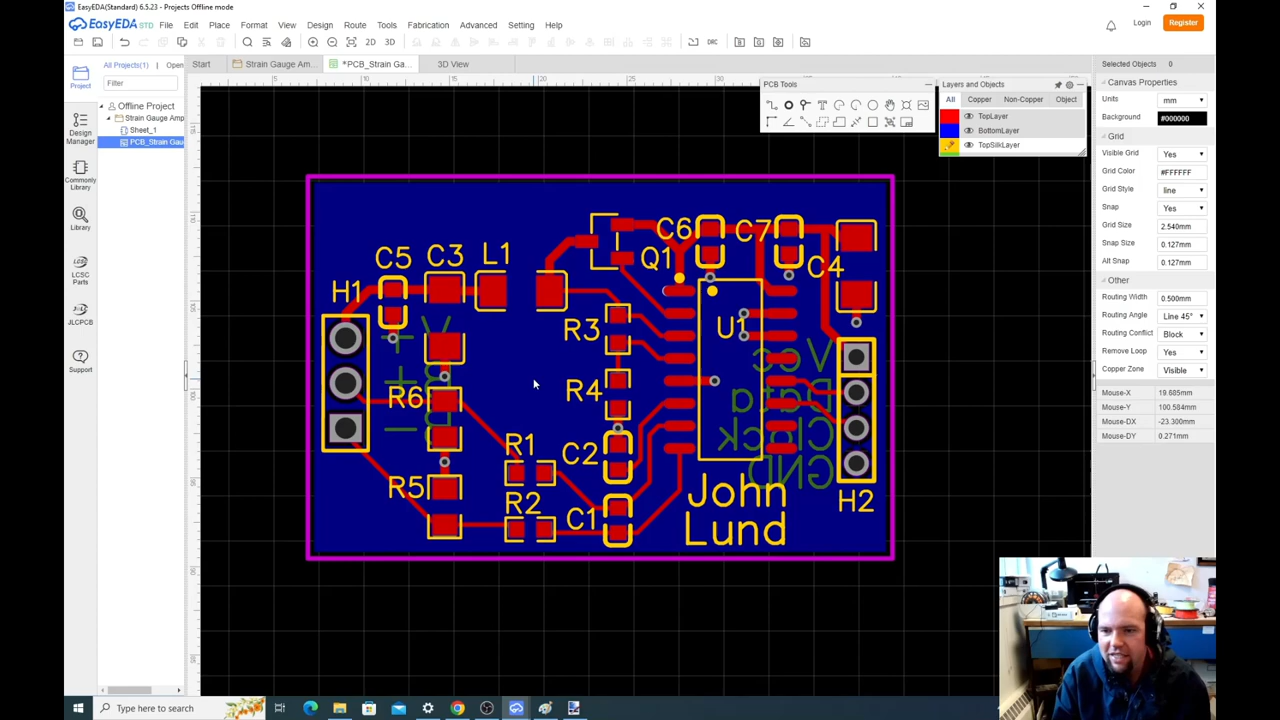 EasyEDA(Standard) 6.5.23 - Projects Offline mode
EasyEDA STD
File Edit Place Format View Design Route Tools Fabrication Advanced Setting Help
Login
Register
2D 3D
DRC
All Projects(1) Open
Start
Strain Gauge Am...
*PCB_Strain Ga...
3D View
Selected Objects 0
Filter
Project
Offline Project
Strain Gauge Amp
Sheet_1
PCB_Strain Gau
Design
Manager
Commonly
Library
Library
LCSC
Parts
JLCPCB
Support
PCB Tools
Layers and Objects
All Copper Non-Copper Object
TopLayer
BottomLayer
TopSilkLayer
Canvas Properties
Units mm
Background #000000
Grid
Visible Grid Yes
Grid Color #FFFFFF
Grid Style line
Snap Yes
Grid Size 2.540mm
Snap Size 0.127mm
Alt Snap 0.127mm
Other
Routing Width 0.500mm
Routing Angle Line 45°
Routing Conflict Block
Remove Loop Yes
Copper Zone Visible
Mouse-X 19.685mm
Mouse-Y 100.584mm
Mouse-DX -23.300mm
Mouse-DY 0.271mm
C6 C7
Q1
C5 C3 L1
C4
H1
R3
U1
R4
R6
Vcc
Data
Clock
GND
R1
C2
R5
R2
C1
John
Lund
H2
Type here to search